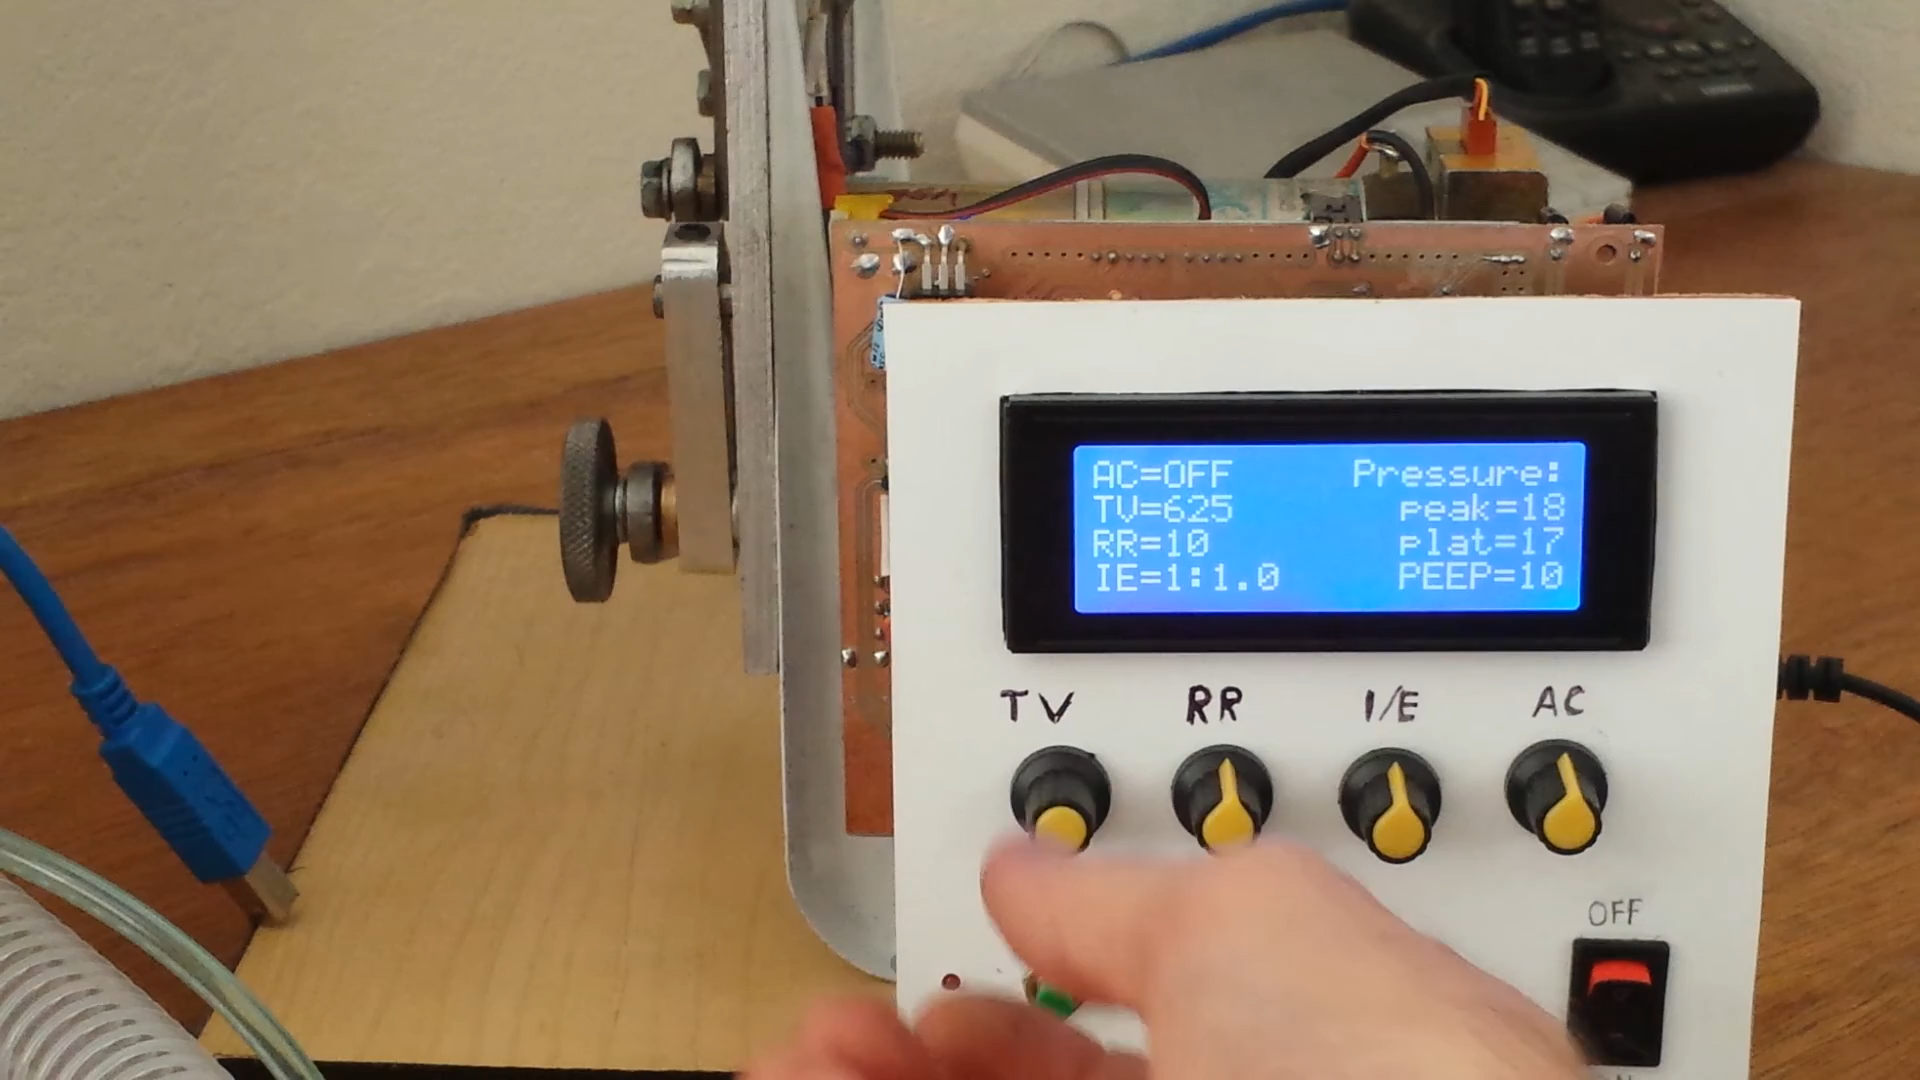 AC=OFF Pressure:
TV=625 peak=18
RR=10 plat=17
IE=1:1.0 PEEP=10
TV RR I/E AC
OFF